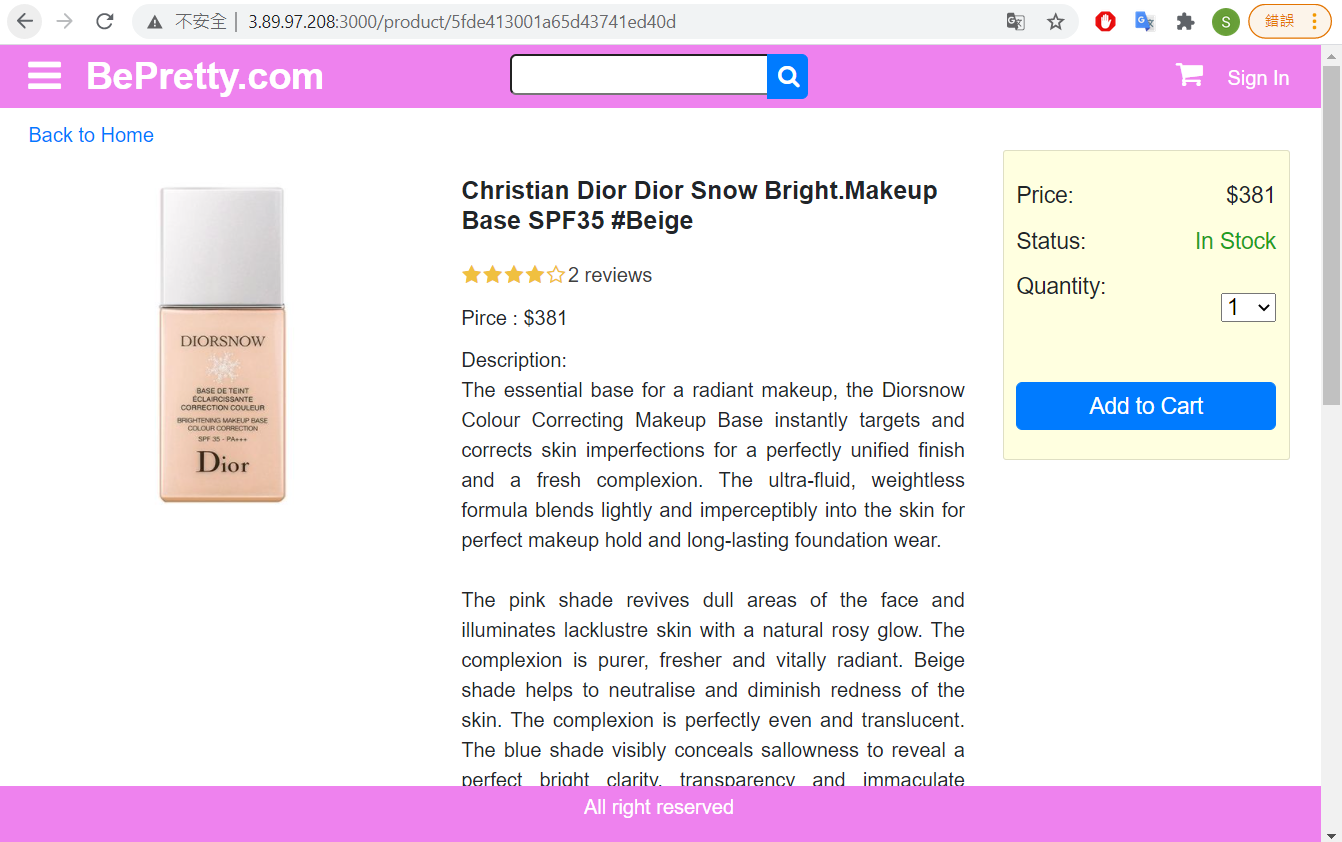 不安全 | 3.89.97.208:3000/product/5fde413001a65d43741ed40d
S
錯誤
BePretty.com
Sign In
Back to Home
Christian Dior Dior Snow Bright.Makeup
Base SPF35 #Beige
2 reviews
Pirce : $381
Description:
The essential base for a radiant makeup, the Diorsnow
Colour Correcting Makeup Base instantly targets and
corrects skin imperfections for a perfectly unified finish
and a fresh complexion. The ultra-fluid, weightless
formula blends lightly and imperceptibly into the skin for
perfect makeup hold and long-lasting foundation wear.
The pink shade revives dull areas of the face and
illuminates lacklustre skin with a natural rosy glow. The
complexion is purer, fresher and vitally radiant. Beige
shade helps to neutralise and diminish redness of the
skin. The complexion is perfectly even and translucent.
The blue shade visibly conceals sallowness to reveal a
perfect bright clarity, transparency and immaculate
Price: $381
Status: In Stock
Quantity:
1
Add to Cart
DIORSNOW
BASE DE TEINT
ÉCLAIRCISSANTE
CORRECTION COULEUR
BRIGHTENING MAKEUP BASE
COLOUR CORRECTION
SPF 35 - PA+++
Dior
All right reserved